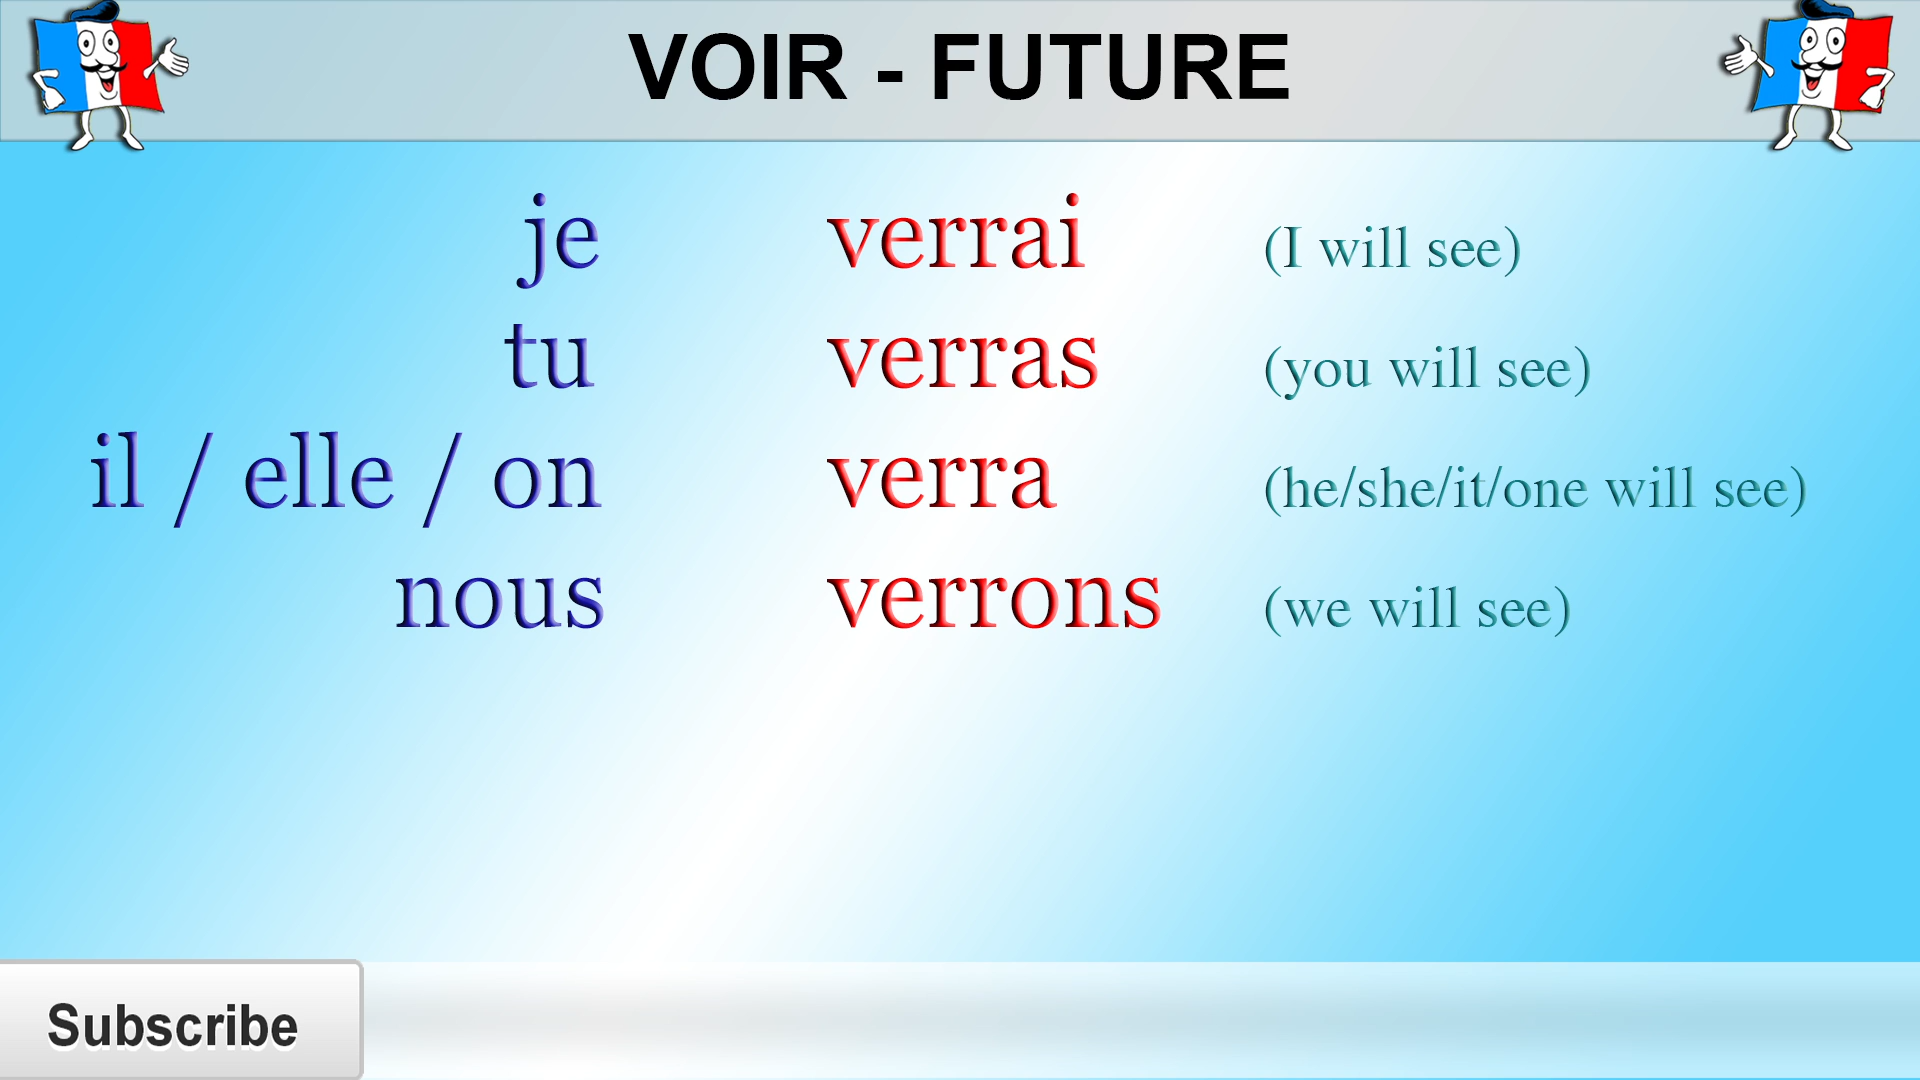 VOIR - FUTURE
je verrai (I will see)
tu verras (you will see)
il / elle / on verra (he/she/it/one will see)
nous verrons (we will see)
Subscribe